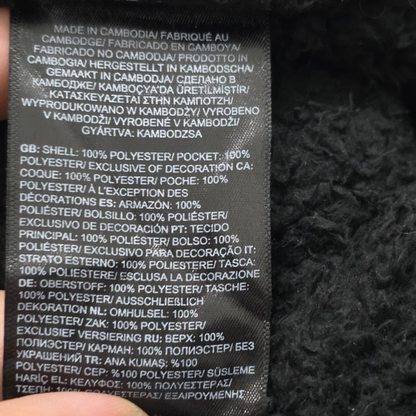 MADE IN CAMBODIA/ FABRIQUÉ AU
CAMBODGE/ FABRICADO EN CAMBOYA/
FABRICADO NO CAMBOJA/ PRODOTTO IN
CAMBOGIA/ HERGESTELLT IN KAMBODSCHA/
GEMAAKT IN CAMBODJA/ СДЕЛАНО В
КАМБОДЖЕ/ KAMBOÇYA'DA ÜRETİLMİŞTİR/
ΚΑΤΑΣΚΕΥΑΖΕΤΑΙ ΣΤΗΝ ΚΑΜΠΟΤΖΗ/
WYPRODUKOWANO W KAMBODŻY/ VYROBENO
V KAMBODŽI/ VYROBENO V KAMBODŽI/
GYÁRTVA: KAMBODZSA
GB: SHELL: 100% POLYESTER/ POCKET: 100%
POLYESTER/ EXCLUSIVE OF DECORATION CA:
COQUE: 100% POLYESTER/ POCHE: 100%
POLYESTER/ À L'EXCEPTION DES
DÉCORATIONS ES: ARMAZÓN: 100%
POLIÉSTER/ BOLSILLO: 100% POLIÉSTER/
EXCLUSIVO DE DECORACIÓN PT: TECIDO
PRINCIPAL: 100% POLIÉSTER/ BOLSO: 100%
POLIÉSTER/ EXCLUSIVO PARA DECORAÇÃO IT:
STRATO ESTERNO: 100% POLIESTERE/ TASCA:
100% POLIESTERE/ ESCLUSA LA DECORAZIONE
DE: OBERSTOFF: 100% POLYESTER/ TASCHE:
100% POLYESTER/ AUSSCHLIEßLICH
DEKORATION NL: OMHULSEL: 100%
POLYESTER/ ZAK: 100% POLYESTER/
EXCLUSIEF VERSIERING RU: ВЕРХ: 100%
ПОЛИЭСТЕР/ КАРМАН: 100% ПОЛИЭСТЕР/ БЕЗ
УКРАШЕНИЙ TR: ANA KUMAŞ: %100
POLYESTER/ CEP: %100 POLYESTER/ SÜSLEME
HARİÇ EL: ΚΕΛΥΦΟΣ: 100% ΠΟΛΥΕΣΤΕΡΑΣ/
ΤΣΕΠΗ: 100% ΠΟΛΥΕΣΤΕΡΑΣ/ ΕΞΑΙΡΟΥΜΕΝΗΣ